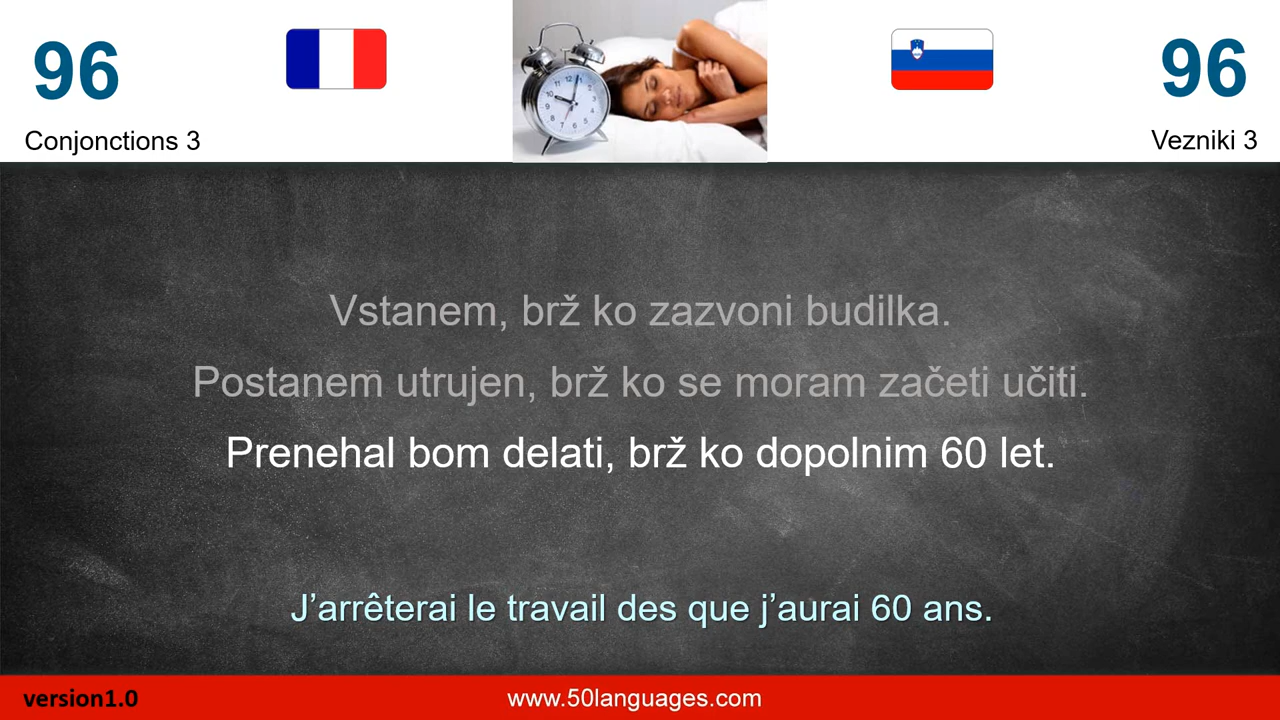 96
96
Conjonctions 3
Vezniki 3
Vstanem, brž ko zazvoni budilka.
Postanem utrujen, brž ko se moram začeti učiti.
Prenehal bom delati, brž ko dopolnim 60 let.
J’arrêterai le travail des que j’aurai 60 ans.
version1.0
www.50languages.com